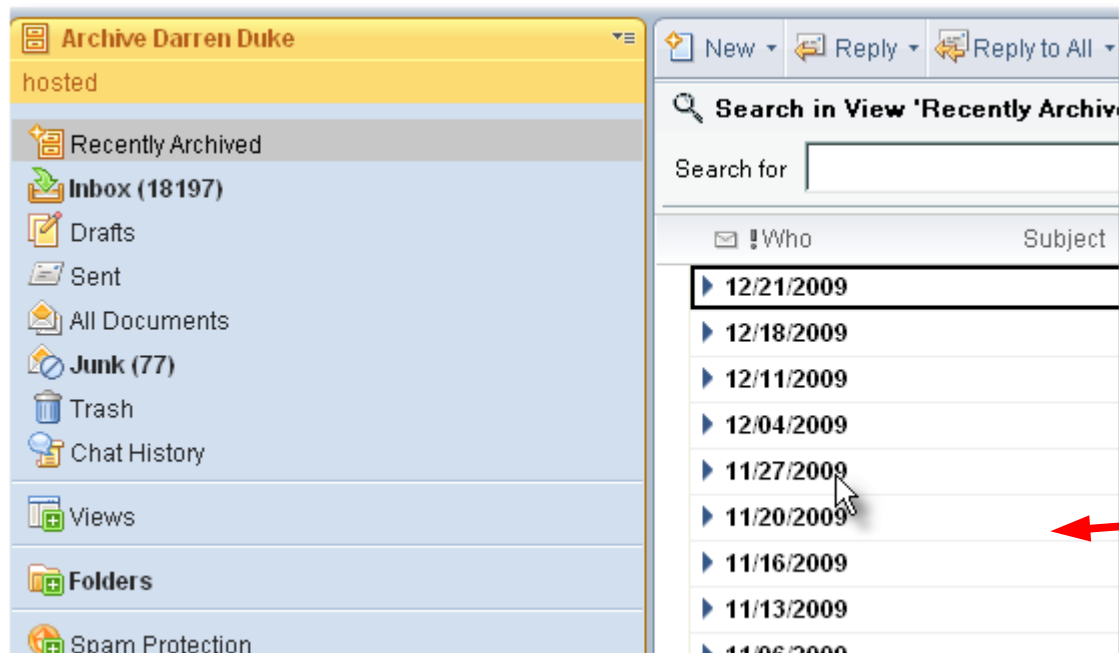 Archive Darren Duke
hosted
Recently Archived
Inbox (18197)
Drafts
Sent
All Documents
Junk (77)
Trash
Chat History
Views
Folders
Spam Protection
New Reply Reply to All
Search in View 'Recently Archiv
Search for
! Who Subject
12/21/2009
12/18/2009
12/11/2009
12/04/2009
11/27/2009
11/20/2009
11/16/2009
11/13/2009
11/06/2009